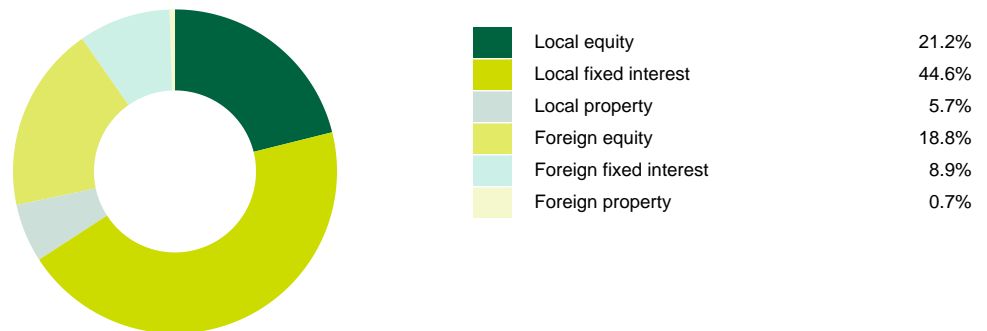 Local equity 21.2%
Local fixed interest 44.6%
Local property 5.7%
Foreign equity 18.8%
Foreign fixed interest 8.9%
Foreign property 0.7%